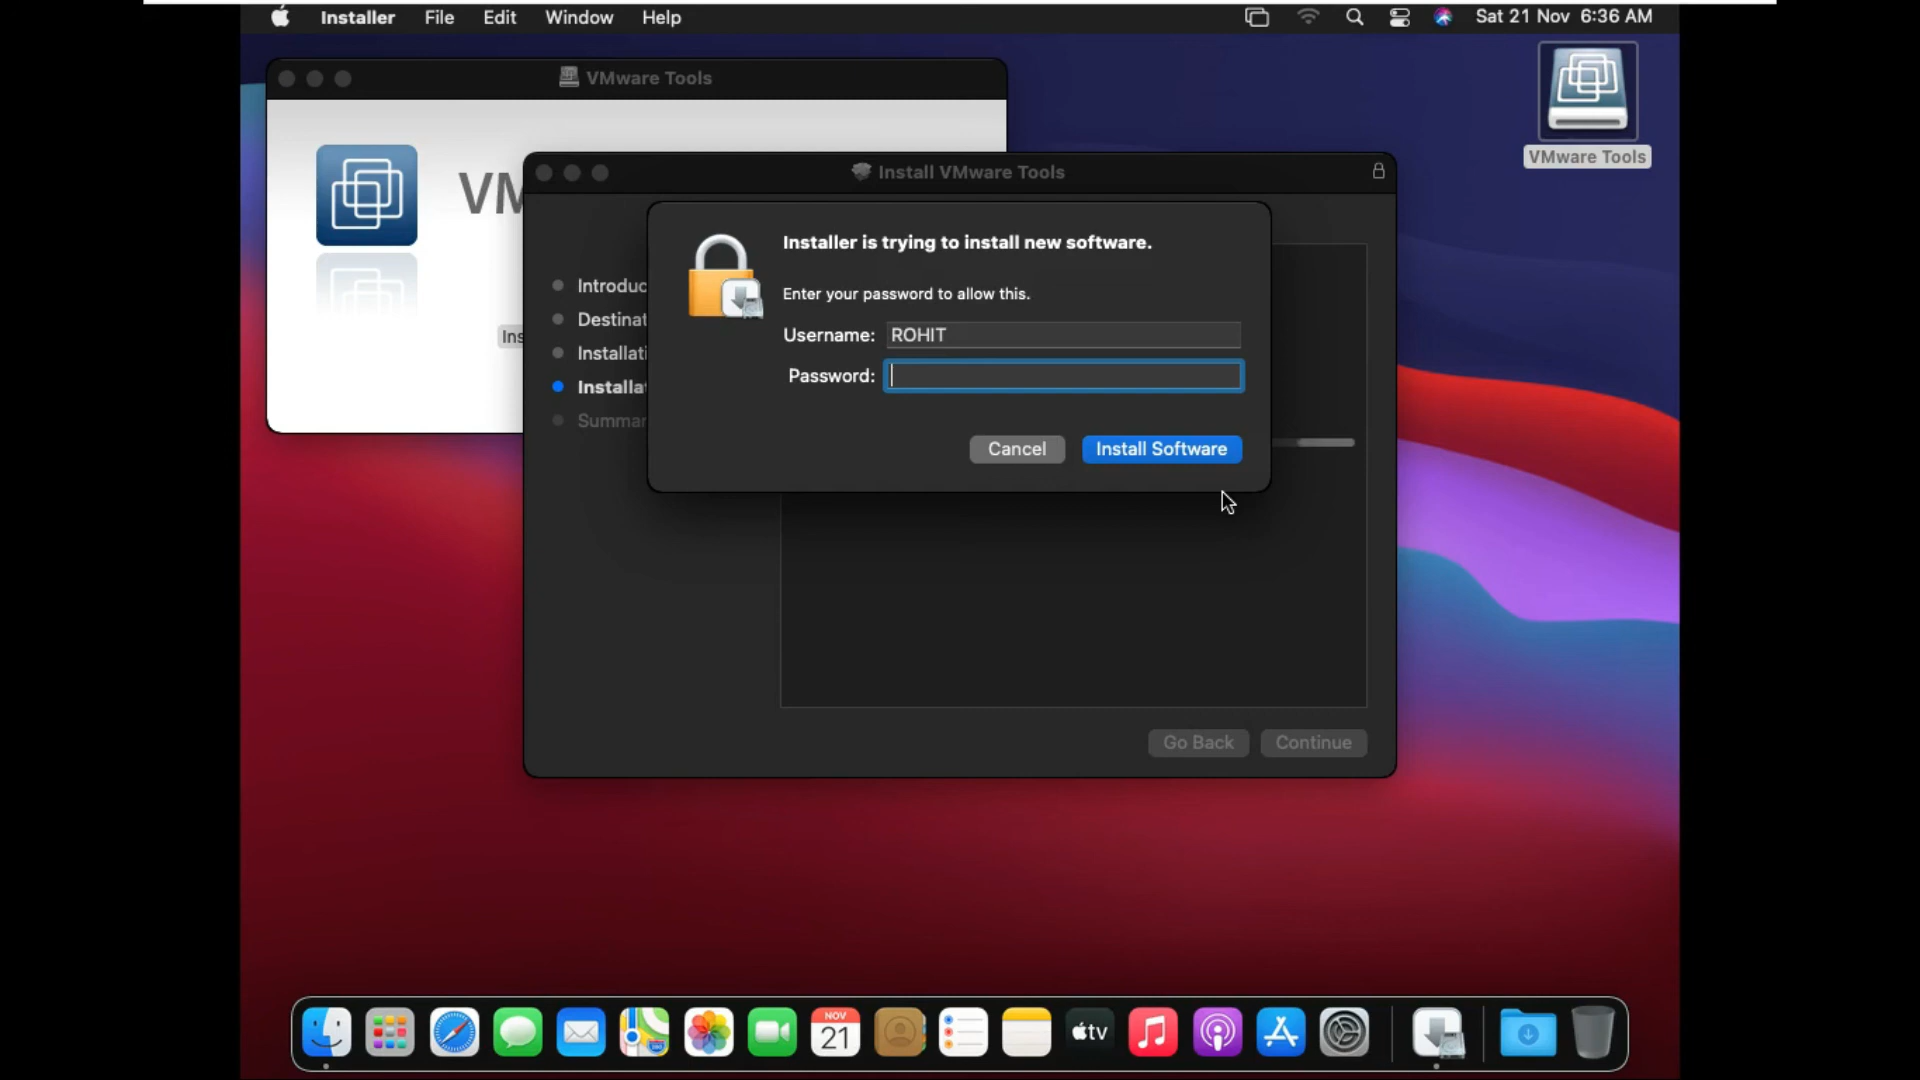 Installer File Edit Window Help Sat 21 Nov 6:36 AM
VMware Tools
VMware Tools
VM
Install VMware Tools
Installer is trying to install new software.
Enter your password to allow this.
Username: ROHIT
Password:
Cancel Install Software
Introduc
Destinat
Ins
Installati
Installat
Summar
Go Back Continue
NOV
21
tv